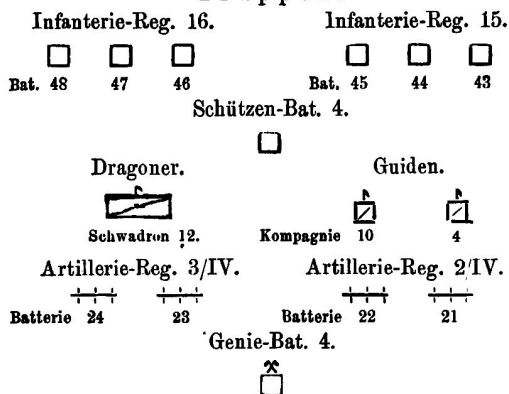 Infanterie-Reg. 16. Infanterie-Reg. 15.
Bat. 48 47 46 Bat. 45 44 43
Schützen-Bat. 4.
Dragoner. Guiden.
Schwadron 12. Kompagnie 10 4
Artillerie-Reg. 3/IV. Artillerie-Reg. 2/IV.
Batterie 24 23 Batterie 22 21
Genie-Bat. 4.